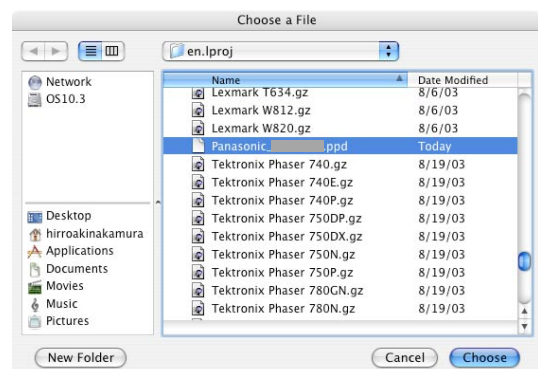 Choose a File
en.lproj
Network
OS10.3
Desktop
hirroakinakamura
Applications
Documents
Movies
Music
Pictures
Name Date Modified
Lexmark T634.gz 8/6/03
Lexmark W812.gz 8/6/03
Lexmark W820.gz 8/6/03
Panasonic_ .ppd Today
Tektronix Phaser 740.gz 8/19/03
Tektronix Phaser 740E.gz 8/19/03
Tektronix Phaser 740P.gz 8/19/03
Tektronix Phaser 750DP.gz 8/19/03
Tektronix Phaser 750DX.gz 8/19/03
Tektronix Phaser 750N.gz 8/19/03
Tektronix Phaser 750P.gz 8/19/03
Tektronix Phaser 780GN.gz 8/19/03
Tektronix Phaser 780N.gz 8/19/03
New Folder Cancel Choose